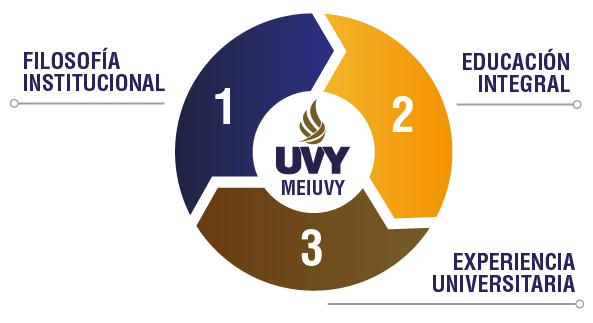 FILOSOFÍA
INSTITUCIONAL
1
EDUCACIÓN
INTEGRAL
2
UVY
MEIUVY
3
EXPERIENCIA
UNIVERSITARIA